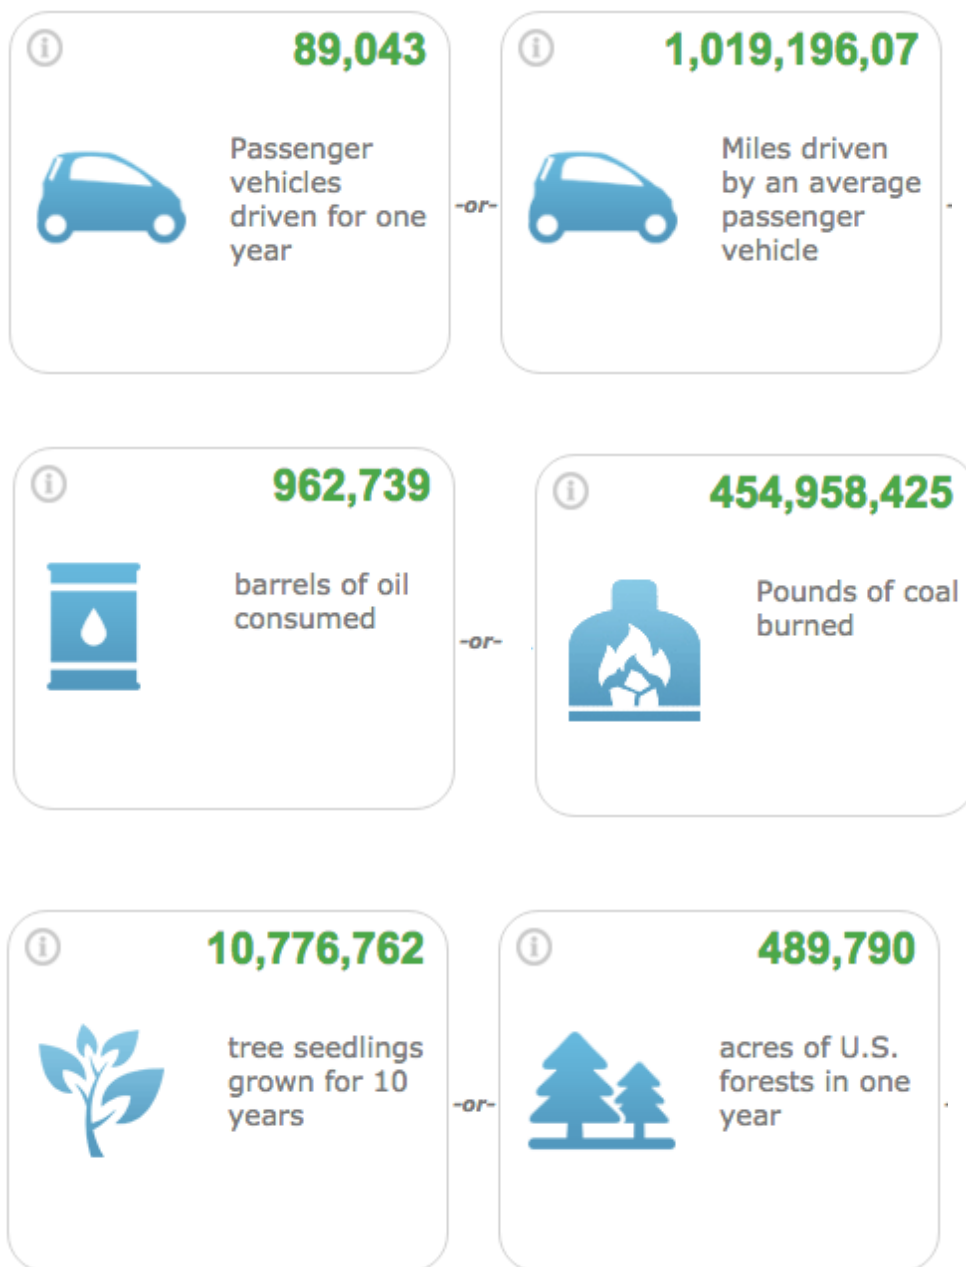 89,043
Passenger
vehicles
driven for one
year
-or-
1,019,196,07
Miles driven
by an average
passenger
vehicle
962,739
barrels of oil
consumed
-or-
454,958,425
Pounds of coal
burned
10,776,762
tree seedlings
grown for 10
years
-or-
489,790
acres of U.S.
forests in one
year